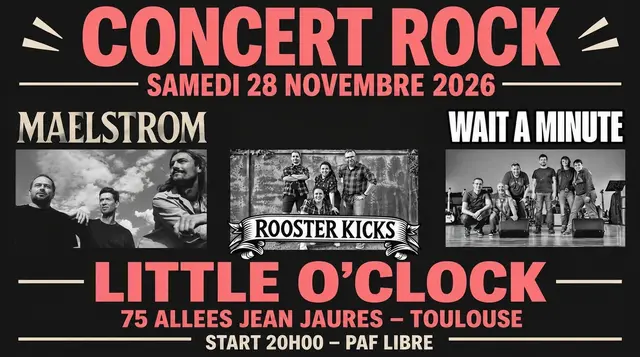 CONCERT ROCK
SAMEDI 28 NOVEMBRE 2026
MAELSTROM
WAIT A MINUTE
ROOSTER KICKS
LITTLE O'CLOCK
75 ALLEES JEAN JAURES – TOULOUSE
START 20H00 – PAF LIBRE